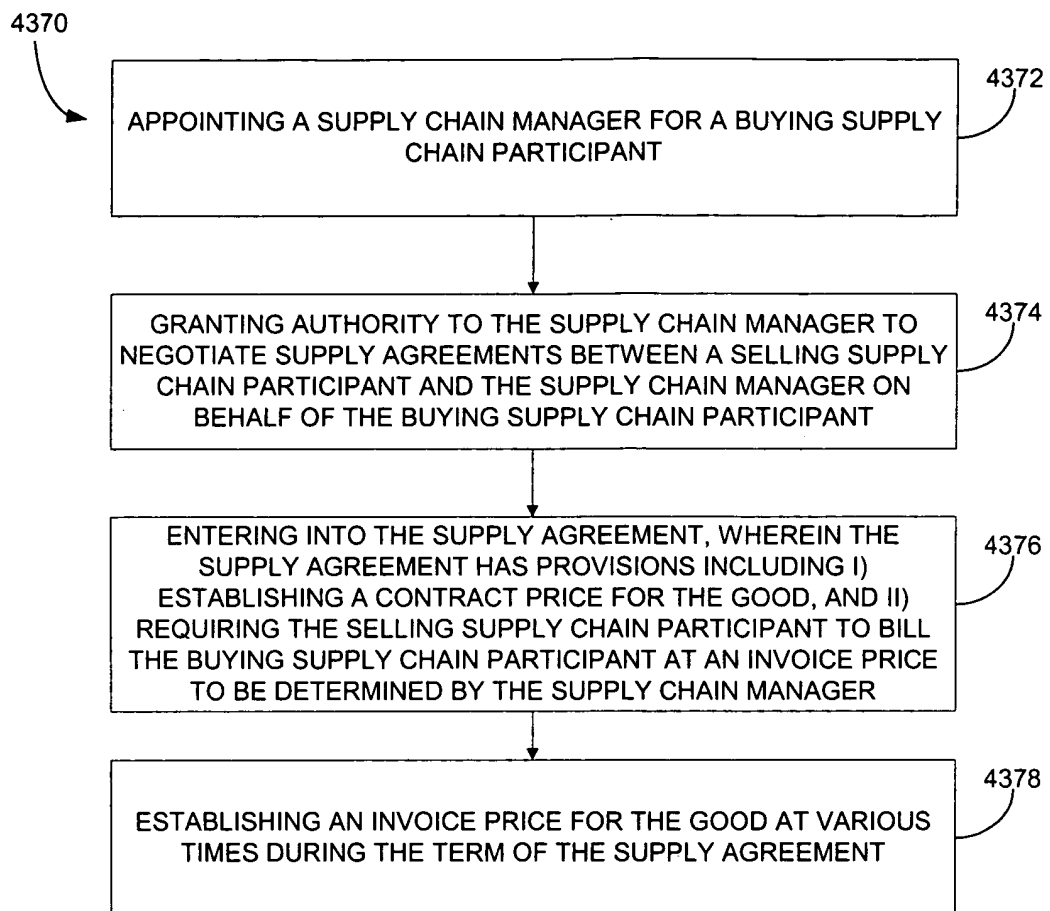 4370
4372
APPOINTING A SUPPLY CHAIN MANAGER FOR A BUYING SUPPLY
CHAIN PARTICIPANT
4374
GRANTING AUTHORITY TO THE SUPPLY CHAIN MANAGER TO
NEGOTIATE SUPPLY AGREEMENTS BETWEEN A SELLING SUPPLY
CHAIN PARTICIPANT AND THE SUPPLY CHAIN MANAGER ON
BEHALF OF THE BUYING SUPPLY CHAIN PARTICIPANT
4376
ENTERING INTO THE SUPPLY AGREEMENT, WHEREIN THE
SUPPLY AGREEMENT HAS PROVISIONS INCLUDING I)
ESTABLISHING A CONTRACT PRICE FOR THE GOOD, AND II)
REQUIRING THE SELLING SUPPLY CHAIN PARTICIPANT TO BILL
THE BUYING SUPPLY CHAIN PARTICIPANT AT AN INVOICE PRICE
TO BE DETERMINED BY THE SUPPLY CHAIN MANAGER
4378
ESTABLISHING AN INVOICE PRICE FOR THE GOOD AT VARIOUS
TIMES DURING THE TERM OF THE SUPPLY AGREEMENT